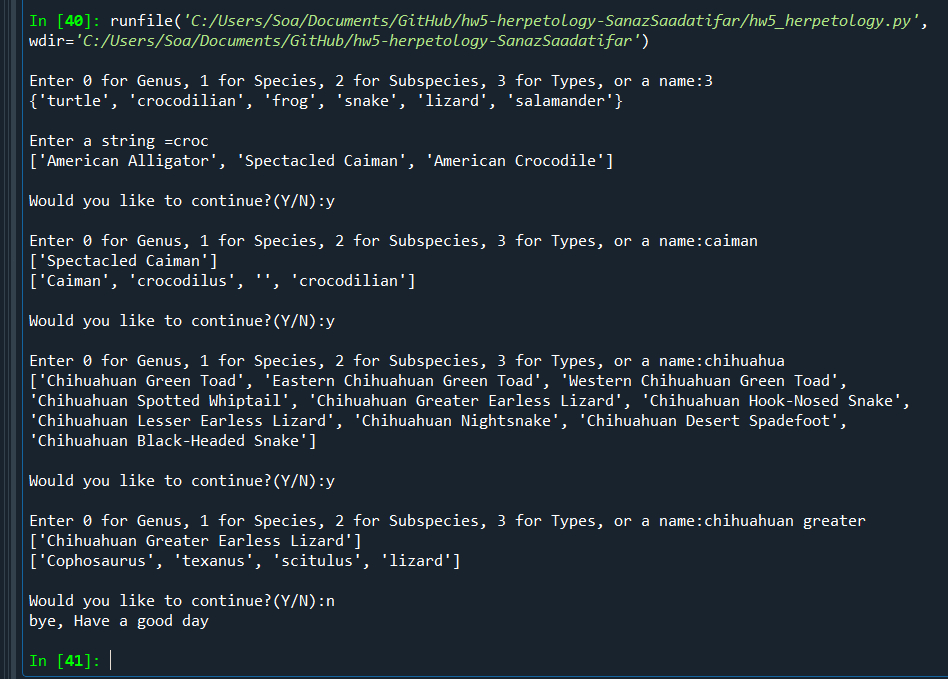 In [40]: runfile('C:/Users/Soa/Documents/GitHub/hw5-herpetology-SanazSaadatifar/hw5_herpetology.py',
wdir='C:/Users/Soa/Documents/GitHub/hw5-herpetology-SanazSaadatifar')
Enter 0 for Genus, 1 for Species, 2 for Subspecies, 3 for Types, or a name:3
{'turtle', 'crocodilian', 'frog', 'snake', 'lizard', 'salamander'}
Enter a string =croc
['American Alligator', 'Spectacled Caiman', 'American Crocodile']
Would you like to continue?(Y/N):y
Enter 0 for Genus, 1 for Species, 2 for Subspecies, 3 for Types, or a name:caiman
['Spectacled Caiman']
['Caiman', 'crocodilus', '', 'crocodilian']
Would you like to continue?(Y/N):y
Enter 0 for Genus, 1 for Species, 2 for Subspecies, 3 for Types, or a name:chihuahua
['Chihuahuan Green Toad', 'Eastern Chihuahuan Green Toad', 'Western Chihuahuan Green Toad',
'Chihuahuan Spotted Whiptail', 'Chihuahuan Greater Earless Lizard', 'Chihuahuan Hook-Nosed Snake',
'Chihuahuan Lesser Earless Lizard', 'Chihuahuan Nightsnake', 'Chihuahuan Desert Spadefoot',
'Chihuahuan Black-Headed Snake']
Would you like to continue?(Y/N):y
Enter 0 for Genus, 1 for Species, 2 for Subspecies, 3 for Types, or a name:chihuahuan greater
['Chihuahuan Greater Earless Lizard']
['Cophosaurus', 'texanus', 'scitulus', 'lizard']
Would you like to continue?(Y/N):n
bye, Have a good day
In [41]: